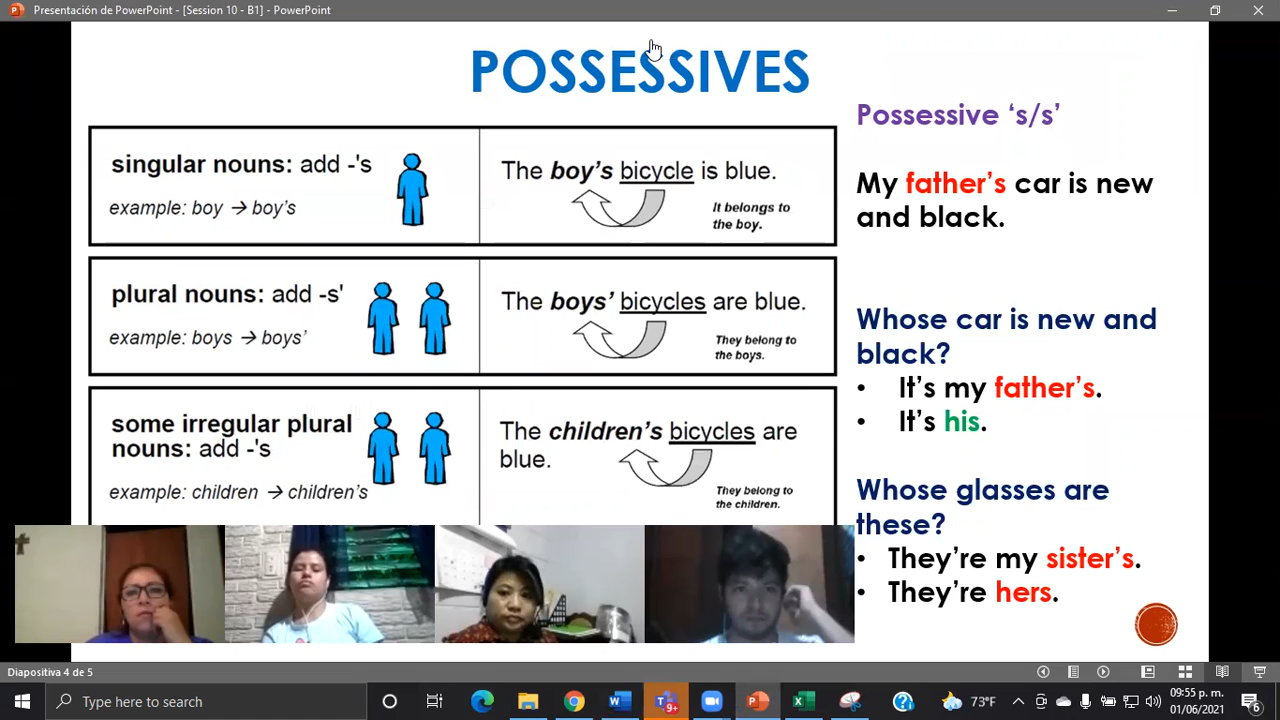 Presentación de PowerPoint - [Session 10 - B1] - PowerPoint
POSSESSIVES
singular nouns: add -'s
example: boy → boy's
The boy's bicycle is blue.
It belongs to
the boy.
plural nouns: add -s'
example: boys → boys'
The boys' bicycles are blue.
They belong to
the boys.
some irregular plural
nouns: add -'s
example: children → children's
The children's bicycles are
blue.
They belong to
the children.
Possessive ‘s/s’
My father’s car is new
and black.
Whose car is new and
black?
• It’s my father’s.
• It’s his.
Whose glasses are
these?
• They’re my sister’s.
• They’re hers.
Diapositiva 4 de 5
Type here to search
9+
73°F
09:55 p. m.
01/06/2021
6